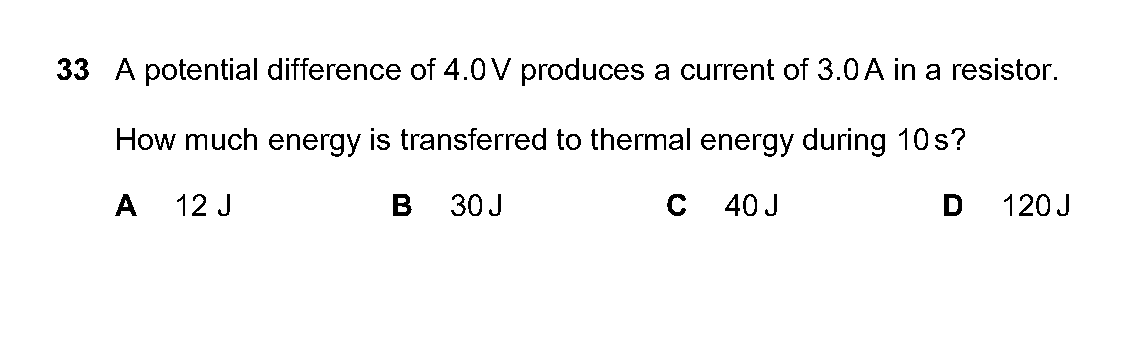 33 A potential difference of 4.0 V produces a current of 3.0 A in a resistor.
How much energy is transferred to thermal energy during 10 s?
A 12 J B 30 J C 40 J D 120 J